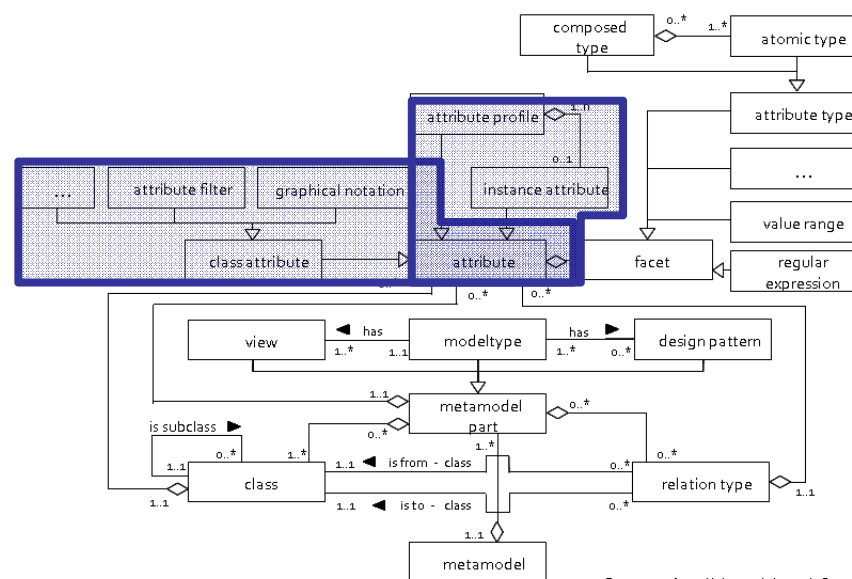 composed
type
0..*
1..*
atomic type
attribute profile
1..n
attribute type
0..1
...
attribute filter
graphical notation
instance attribute
...
value range
class attribute
attribute
facet
regular
expression
0..*
0..*
view
has
1..*
1..1
modeltype
has
1..*
0..*
design pattern
1..1
metamodel
part
0..*
0..*
1..*
is subclass
0..*
1..1
1..*
1..1
is from - class
0..*
0..*
class
relation type
1..1
1..1
is to - class
0..*
1..1
1..1
metamodel